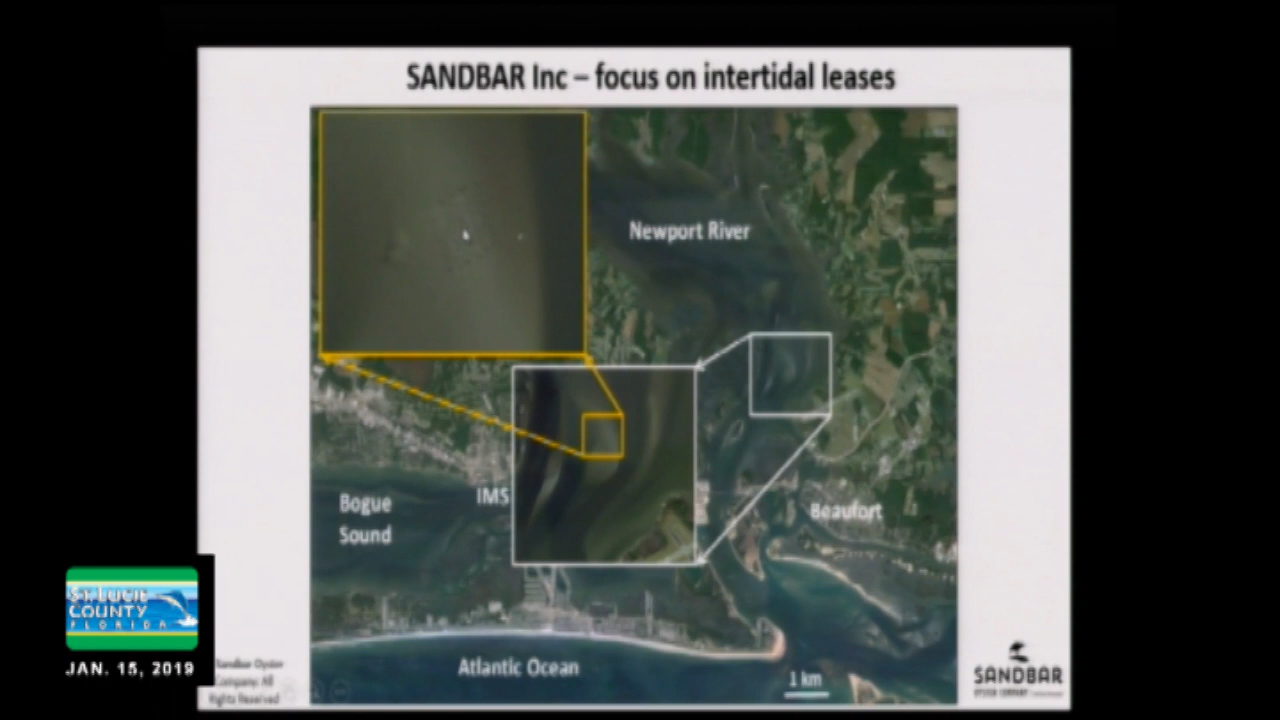 SANDBAR Inc – focus on intertidal leases
Newport River
IMS
Bogue
Sound
Beaufort
Atlantic Ocean
1 km
ST. LUCIE
COUNTY
FLORIDA
JAN. 15, 2019
Sandbar Oyster
Company. All
Rights Reserved
SANDBAR
OYSTER COMPANY